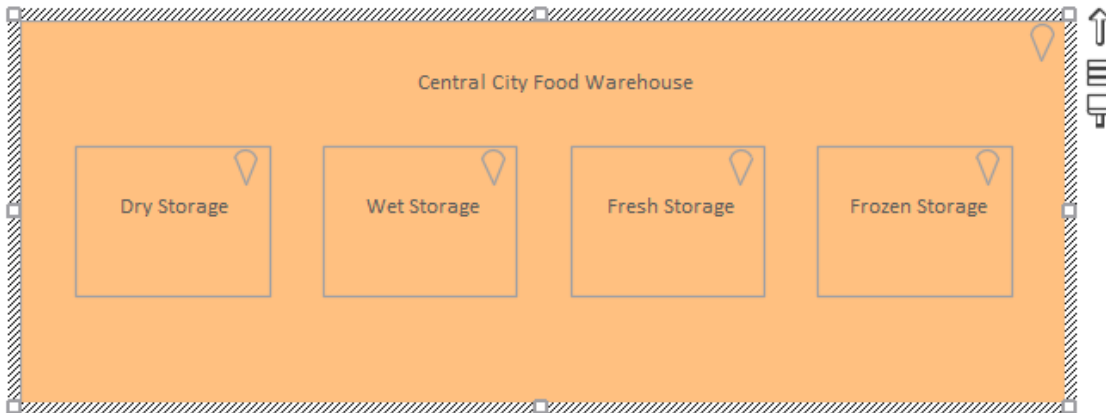 Central City Food Warehouse
Dry Storage
Wet Storage
Fresh Storage
Frozen Storage